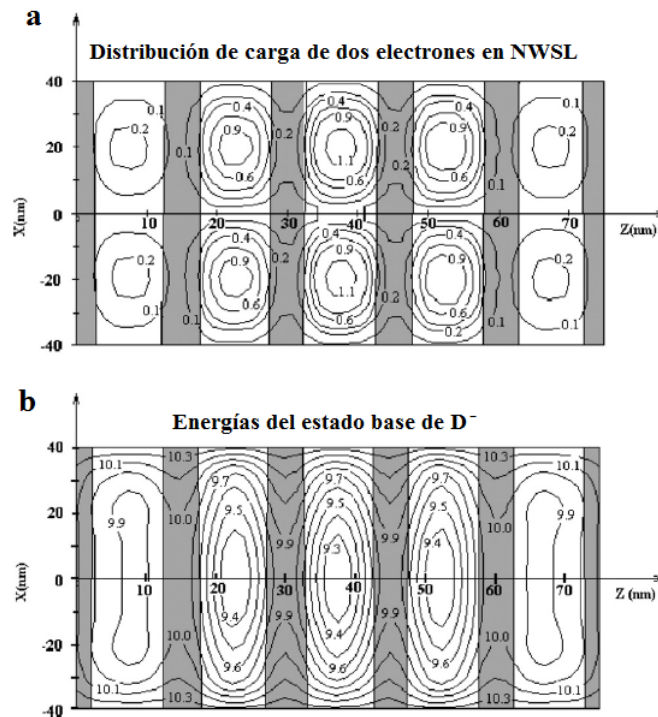 a
Distribución de carga de dos electrones en NWSL
40
0.1 0.4 0.4 0.4 0.1
0.2 0.9 0.2 0.9 0.2 0.9 0.2
20
0.1 1.1
0.6 0.6 0.6 0.1
X(nm)
0
10 20 30 40 50 60 70 Z(nm)
0.4 0.4 0.4
0.2 0.9 0.9 0.9 0.2
-20
1.1
0.1 0.6 0.2 0.2 0.6 0.1 0.1
0.1 0.6
0.2
-40
b
Energías del estado base de D⁻
40
10.1 10.3 10.3 10.1
9.7 9.7 9.7
20
9.9 9.5 9.5 9.5 9.9
10.0 9.9 9.3 9.9 9.4 10.0
X(nm)
0
10 20 30 40 50 60 70 Z (nm)
9.4 9.9 9.4 9.9
-20
10.0 9.6 9.6 9.6 10.0
10.1 10.3 10.3 10.1
-40